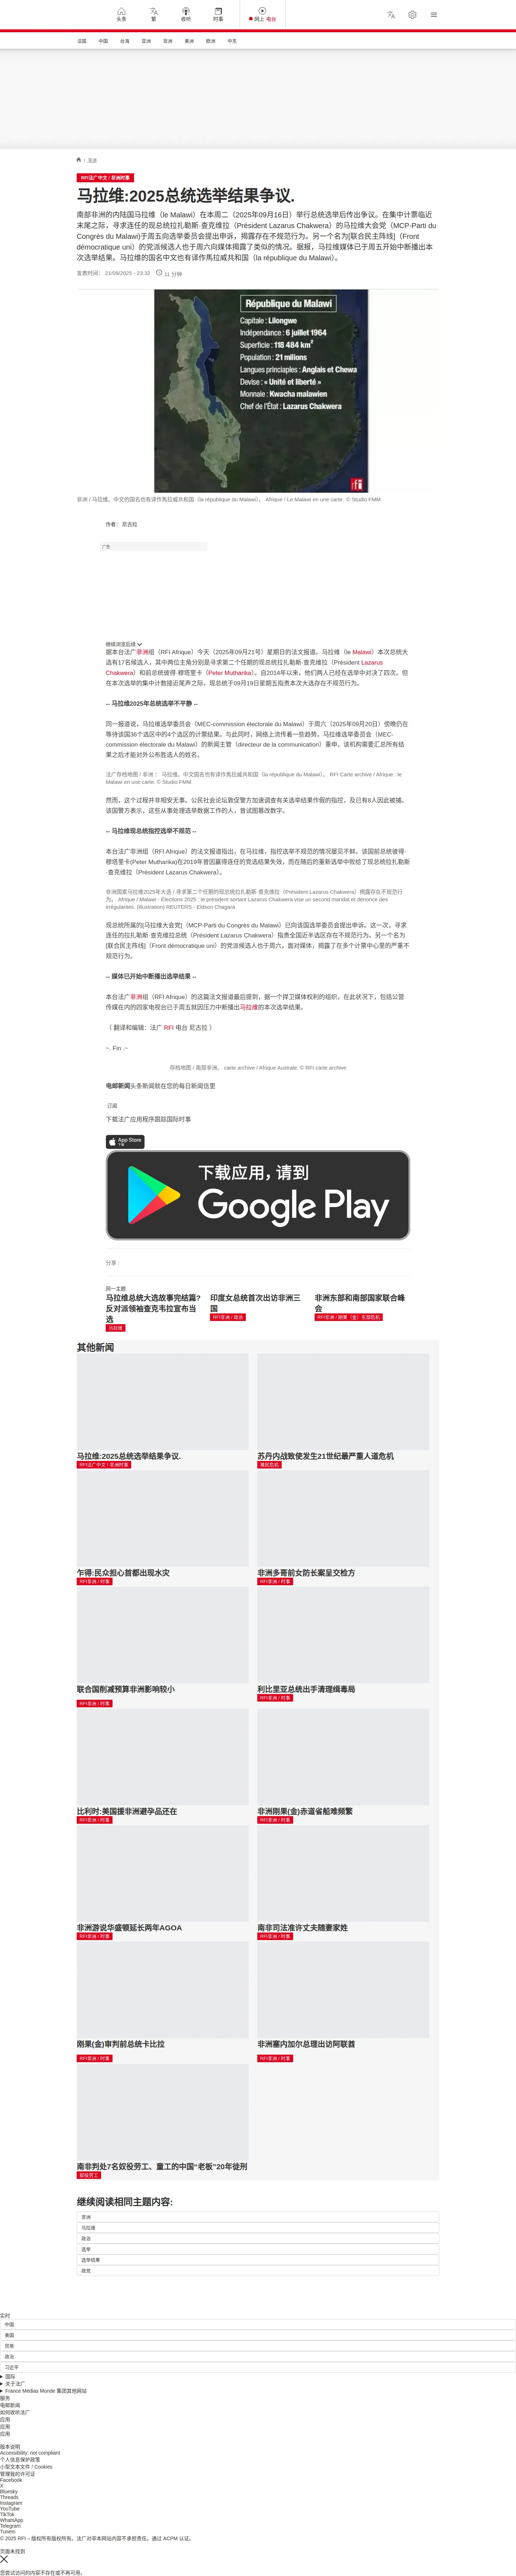 头条
繁
收听
时事
网上 电台
法国
中国
台海
亚洲
非洲
美洲
欧洲
中东
/ 非洲
RFI法广中文 / 非洲时事
马拉维:2025总统选举结果争议.
南部非洲的内陆国马拉维（le Malawi）在本周二（2025年09月16日）举行总统选举后传出争议。在集中计票临近
末尾之际，寻求连任的现总统拉扎勒斯·查克维拉（Président Lazarus Chakwera）的马拉维大会党（MCP-Parti du
Congrès du Malawi)于周五向选举委员会提出申诉，揭露存在不规范行为。另一个名为[联合民主阵线]（Front
démocratique uni）的党派候选人也于周六向媒体揭露了类似的情况。据报，马拉维媒体已于周五开始中断播出本
次选举结果。马拉维的国名中文也有译作馬拉威共和国（la république du Malawi）。
发表时间： 21/09/2025 - 23:32
11 分钟
République du Malawi
Capitale : Lilongwe
Indépendance : 6 juillet 1964
Superficie : 118 484 km²
Population : 21 milions
Langues principales : Anglais et Chewa
Devise : « Unité et liberté »
Monnaie : Kwacha malawien
Chef de l'État : Lazarus Chakwera
rfi
非洲 / 马拉维。中文的国名也有译作馬拉威共和国（la république du Malawi）。 Afrique / Le Malawi en une carte. © Studio FMM
作者： 尼古拉
广告
继续浏览后续
据本台法广非洲组（RFI Afrique）今天（2025年09月21号）星期日的法文报道。马拉维（le Malawi）本次总统大
选有17名候选人，其中两位主角分别是寻求第二个任期的现总统拉扎勒斯·查克维拉（Président Lazarus
Chakwera）和前总统彼得·穆塔里卡（Peter Mutharika）。自2014年以来，他们两人已经在选举中对决了四次。但
在本次选举的集中计数接近尾声之际，现总统于09月19日星期五指责本次大选存在不规范行为。
-- 马拉维2025年总统选举不平静 --
同一报道说，马拉维选举委员会（MEC-commission électorale du Malawi）于周六（2025年09月20日）傍晚仍在
等待该国36个选区中的4个选区的计票结果。与此同时，网络上流传着一些趋势。马拉维选举委员会（MEC-
commission électorale du Malawi）的新闻主管（directeur de la communication）重申，该机构需要汇总所有结
果之后才能对外公布胜选人的姓名。
法广存档地图 / 非洲 ： 马拉维。中文国名也有译作馬拉威共和国（la république du Malawi）。 RFI Carte archive / Afrique : le
Malawi en une carte. © Studio FMM
然而，这个过程并非相安无事。公民社会论坛敦促警方加速调查有关选举结果作假的指控，及已有8人因此被捕。
该国警方表示，这些从事处理选举数据工作的人，曾试图篡改数字。
-- 马拉维现总统指控选举不规范 --
本台法广非洲组（RFI Afrique）的法文报道指出，在马拉维，指控选举不规范的情况屡见不鲜。该国前总统彼得·
穆塔里卡(Peter Mutharika)在2019年曾因赢得连任的竞选结果失效，而在随后的重新选举中败给了现总统拉扎勒斯
·查克维拉（Président Lazarus Chakwera）。
非洲国家马拉维2025年大选 / 寻求第二个任期的现总统拉扎勒斯·查克维拉（Président Lazarus Chakwera）揭露存在不规范行
为。 Afrique / Malawi - Élections 2025 : le président sortant Lazarus Chakwera vise un second mandat et dénonce des
irrégularités. (illustration) REUTERS - Eldson Chagara
现总统所属的[马拉维大会党]（MCP-Parti du Congrès du Malawi）已向该国选举委员会提出申诉。这一次，寻求
连任的拉扎勒斯·查克维拉总统（Président Lazarus Chakwera）指责全国近半选区存在不规范行为。另一个名为
[联合民主阵线]（Front démocratique uni）的党派候选人也于周六，面对媒体，揭露了在多个计票中心里的严重不
规范行为。
-- 媒体已开始中断播出选举结果 --
本台法广非洲组（RFI Afrique）的这篇法文报道最后提到，据一个捍卫媒体权利的组织，在此状况下，包括公营
传媒在内的四家电视台已于周五就因压力中断播出马拉维的本次选举结果。
（ 翻译和编辑：法广 RFI 电台 尼古拉 ）
~. Fin .~
存档地图 / 南部非洲。 carte archive / Afrique Australe. © RFI carte archive
电邮新闻头条新闻就在您的每日新闻信里
订阅
下载法广应用程序跟踪国际时事
App Store
下载
下载应用，请到
Google Play
分享 :
同一主题
马拉维总统大选故事完结篇?
反对派领袖查克韦拉宣布当
选
马拉维
印度女总统首次出访非洲三
国
RFI非洲 / 政员
非洲东部和南部国家联合峰
会
RFI非洲 / 刚果（金）东部危机
其他新闻
马拉维:2025总统选举结果争议.
RFI法广中文 / 非洲时事
苏丹内战致使发生21世纪最严重人道危机
难民危机
乍得:民众担心首都出现水灾
RFI非洲 / 时事
非洲多哥前女防长案呈交检方
RFI非洲 / 时事
联合国削减预算非洲影响较小
RFI非洲 / 时事
利比里亚总统出手清理缉毒局
RFI非洲 / 时事
比利时:美国援非洲避孕品还在
RFI非洲 / 时事
非洲刚果(金)赤道省船难频繁
RFI非洲 / 时事
非洲游说华盛顿延长两年AGOA
RFI非洲 / 时事
南非司法准许丈夫随妻家姓
RFI非洲 / 时事
刚果(金)审判前总统卡比拉
RFI非洲 / 时事
非洲塞内加尔总理出访阿联酋
RFI非洲 / 时事
南非判处7名奴役劳工、童工的中国“老板”20年徒刑
奴役劳工
继续阅读相同主题内容:
非洲
马拉维
政治
选举
选举结果
政党
实时
中国
美国
贸易
政治
习近平
国际
关于法广
France Médias Monde 集团其他网站
服务
电邮新闻
如何收听法广
应用
应用
应用
版本说明
Accessibility: not compliant
个人信息保护政策
小型文本文件 / Cookies
管理我的许可证
Facebook
X
Bluesky
Threads
Instagram
YouTube
TikTok
WhatsApp
Telegram
TuneIn
© 2025 RFI – 版权所有版权所有。法广对非本网站内容不承担责任。通过 ACPM 认证。
页面未找到
您尝试访问的内容不存在或不再可用。